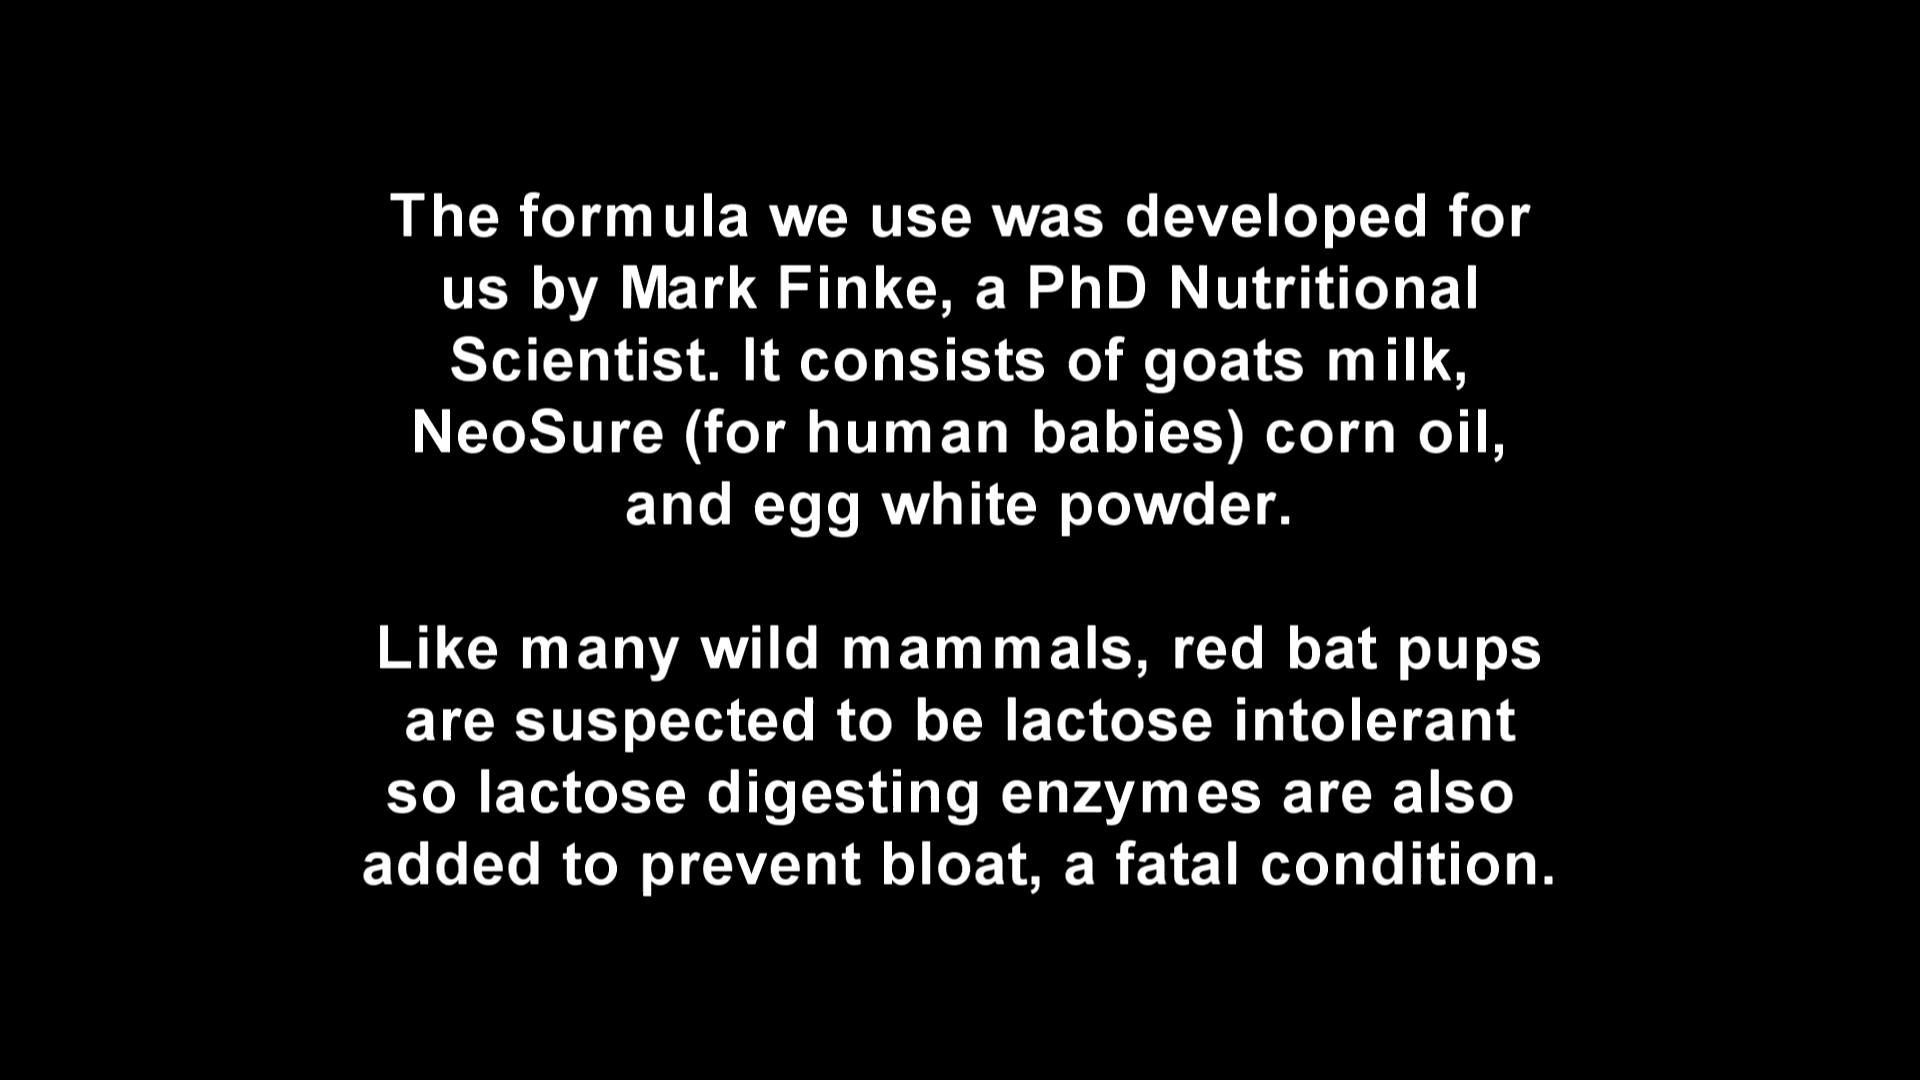 The formula we use was developed for
us by Mark Finke, a PhD Nutritional
Scientist. It consists of goats milk,
NeoSure (for human babies) corn oil,
and egg white powder.
Like many wild mammals, red bat pups
are suspected to be lactose intolerant
so lactose digesting enzymes are also
added to prevent bloat, a fatal condition.